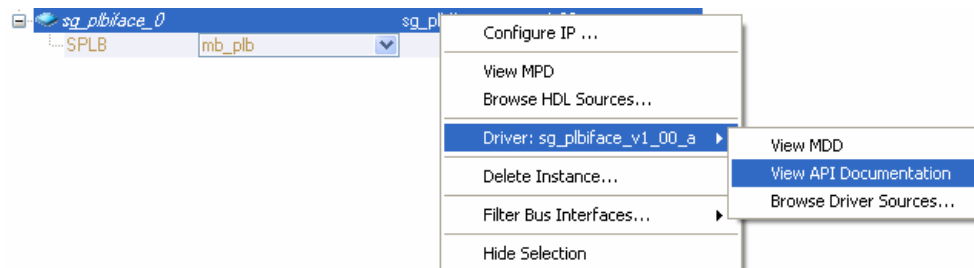 sg_plbiface_0
SPLB mb_plb
Configure IP ...
View MPD
Browse HDL Sources...
Driver: sg_plbiface_v1_00_a
Delete Instance...
Filter Bus Interfaces...
Hide Selection
View MDD
View API Documentation
Browse Driver Sources...